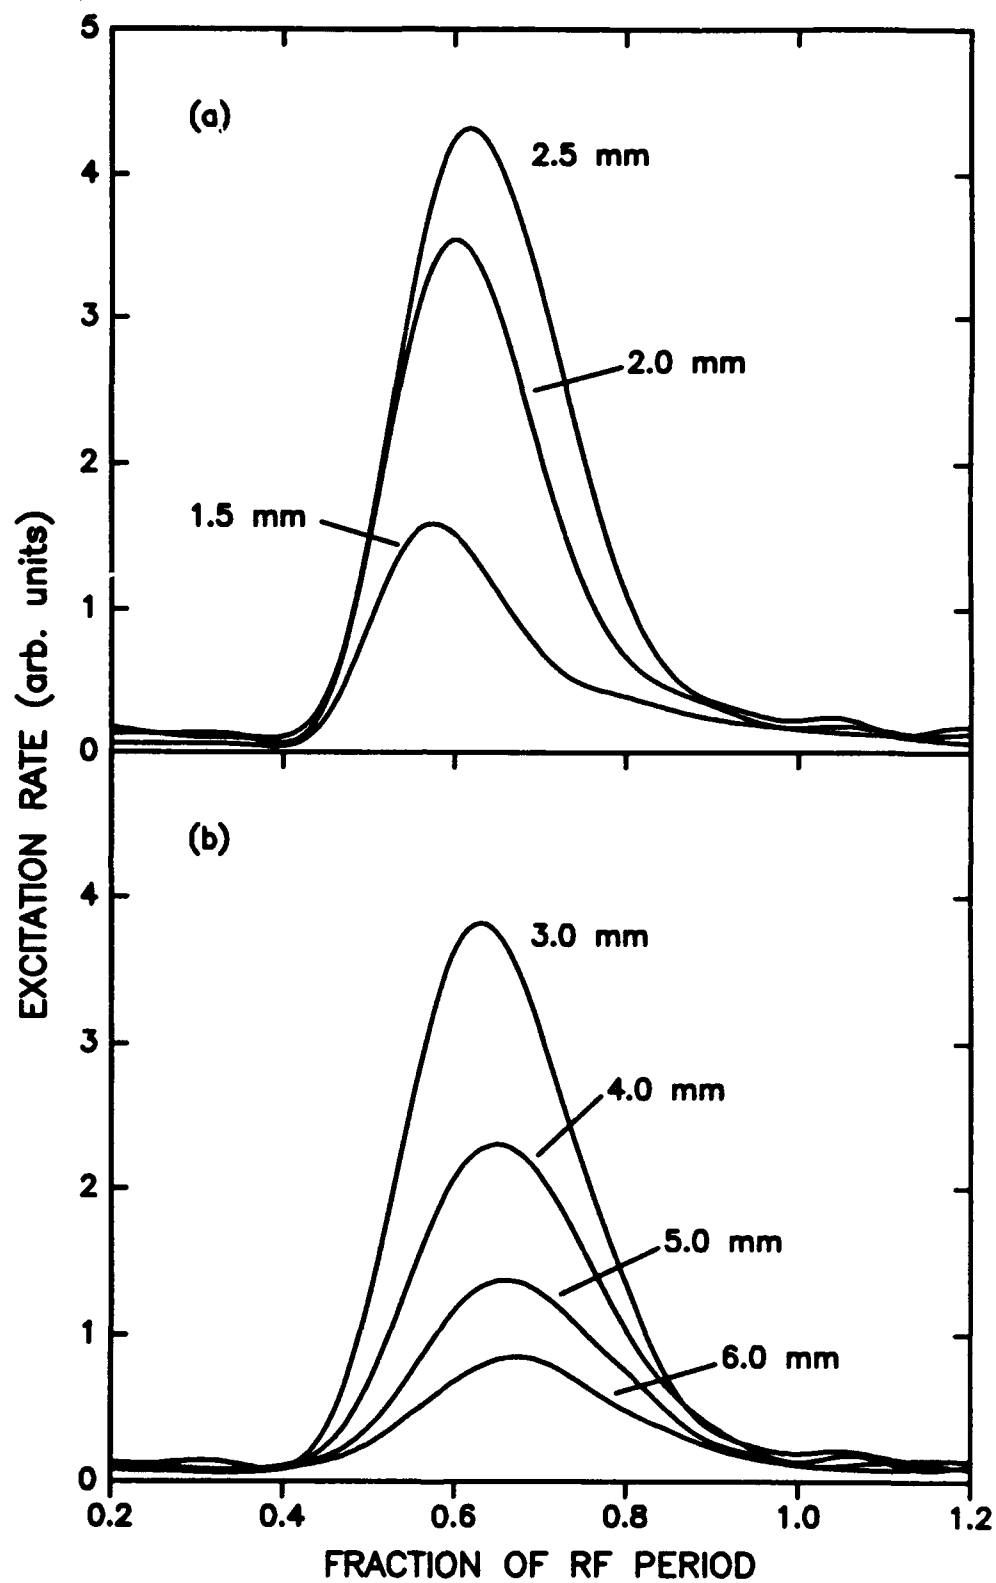 5
(a)
2.5 mm
4
3
2.0 mm
2
1.5 mm
1
0
EXCITATION RATE (arb. units)
(b)
4
3.0 mm
3
4.0 mm
2
5.0 mm
1
6.0 mm
0
0.2 0.4 0.6 0.8 1.0 1.2
FRACTION OF RF PERIOD